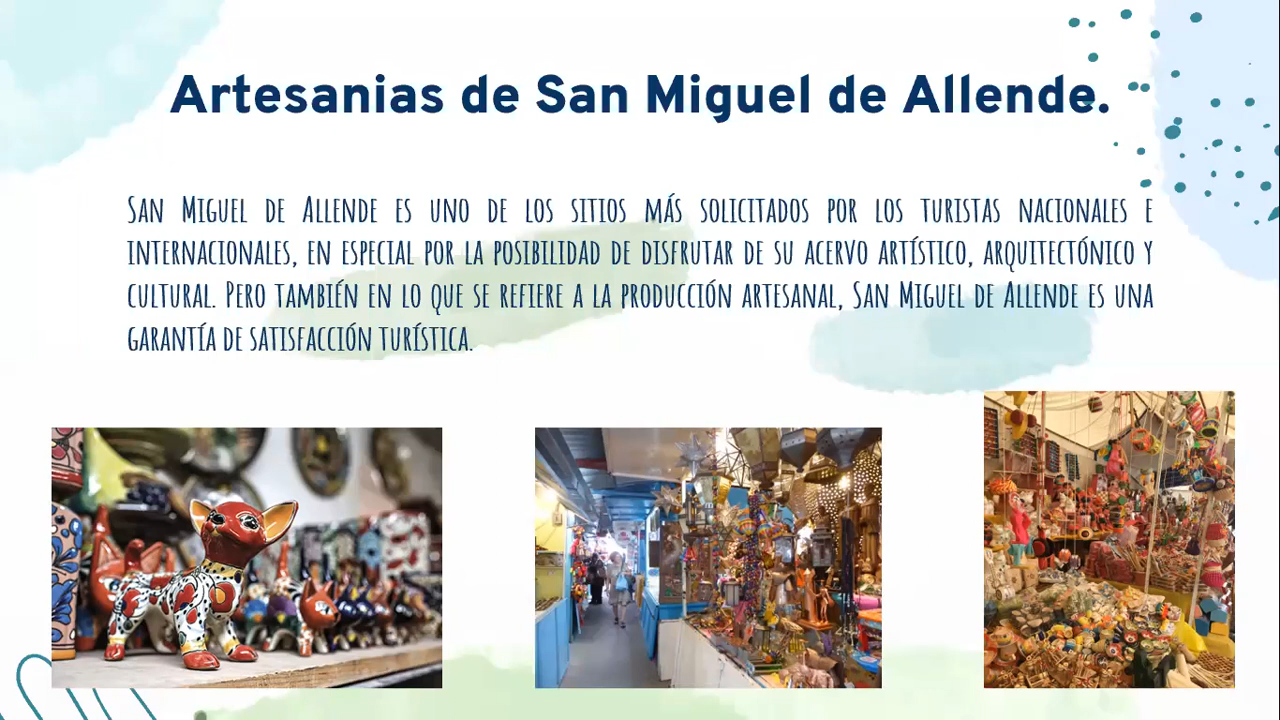 Artesanias de San Miguel de Allende.
San Miguel de Allende es uno de los sitios más solicitados por los turistas nacionales e
internacionales, en especial por la posibilidad de disfrutar de su acervo artístico, arquitectónico y
cultural. Pero también en lo que se refiere a la producción artesanal, San Miguel de Allende es una
garantía de satisfacción turística.